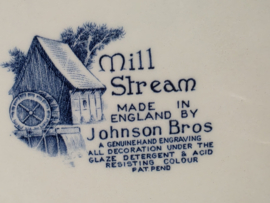 Mill
Stream
MADE IN
ENGLAND BY
Johnson Bros
A GENUINE HAND ENGRAVING
ALL DECORATION UNDER THE
GLAZE DETERGENT & ACID
RESISTING COLOUR
PAT PEND